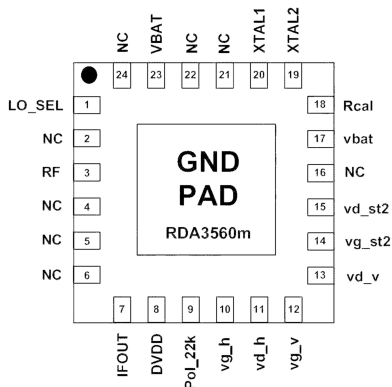 NC
VBAT
NC
NC
XTAL1
XTAL2
24
23
22
21
20
19
LO_SEL 1
NC 2
RF 3
NC 4
NC 5
NC 6
GND
PAD
RDA3560m
18 Rcal
17 vbat
16 NC
15 vd_st2
14 vg_st2
13 vd_v
7
8
9
10
11
12
IFOUT
DVDD
Pol_22k
vg_h
vd_h
vg_v